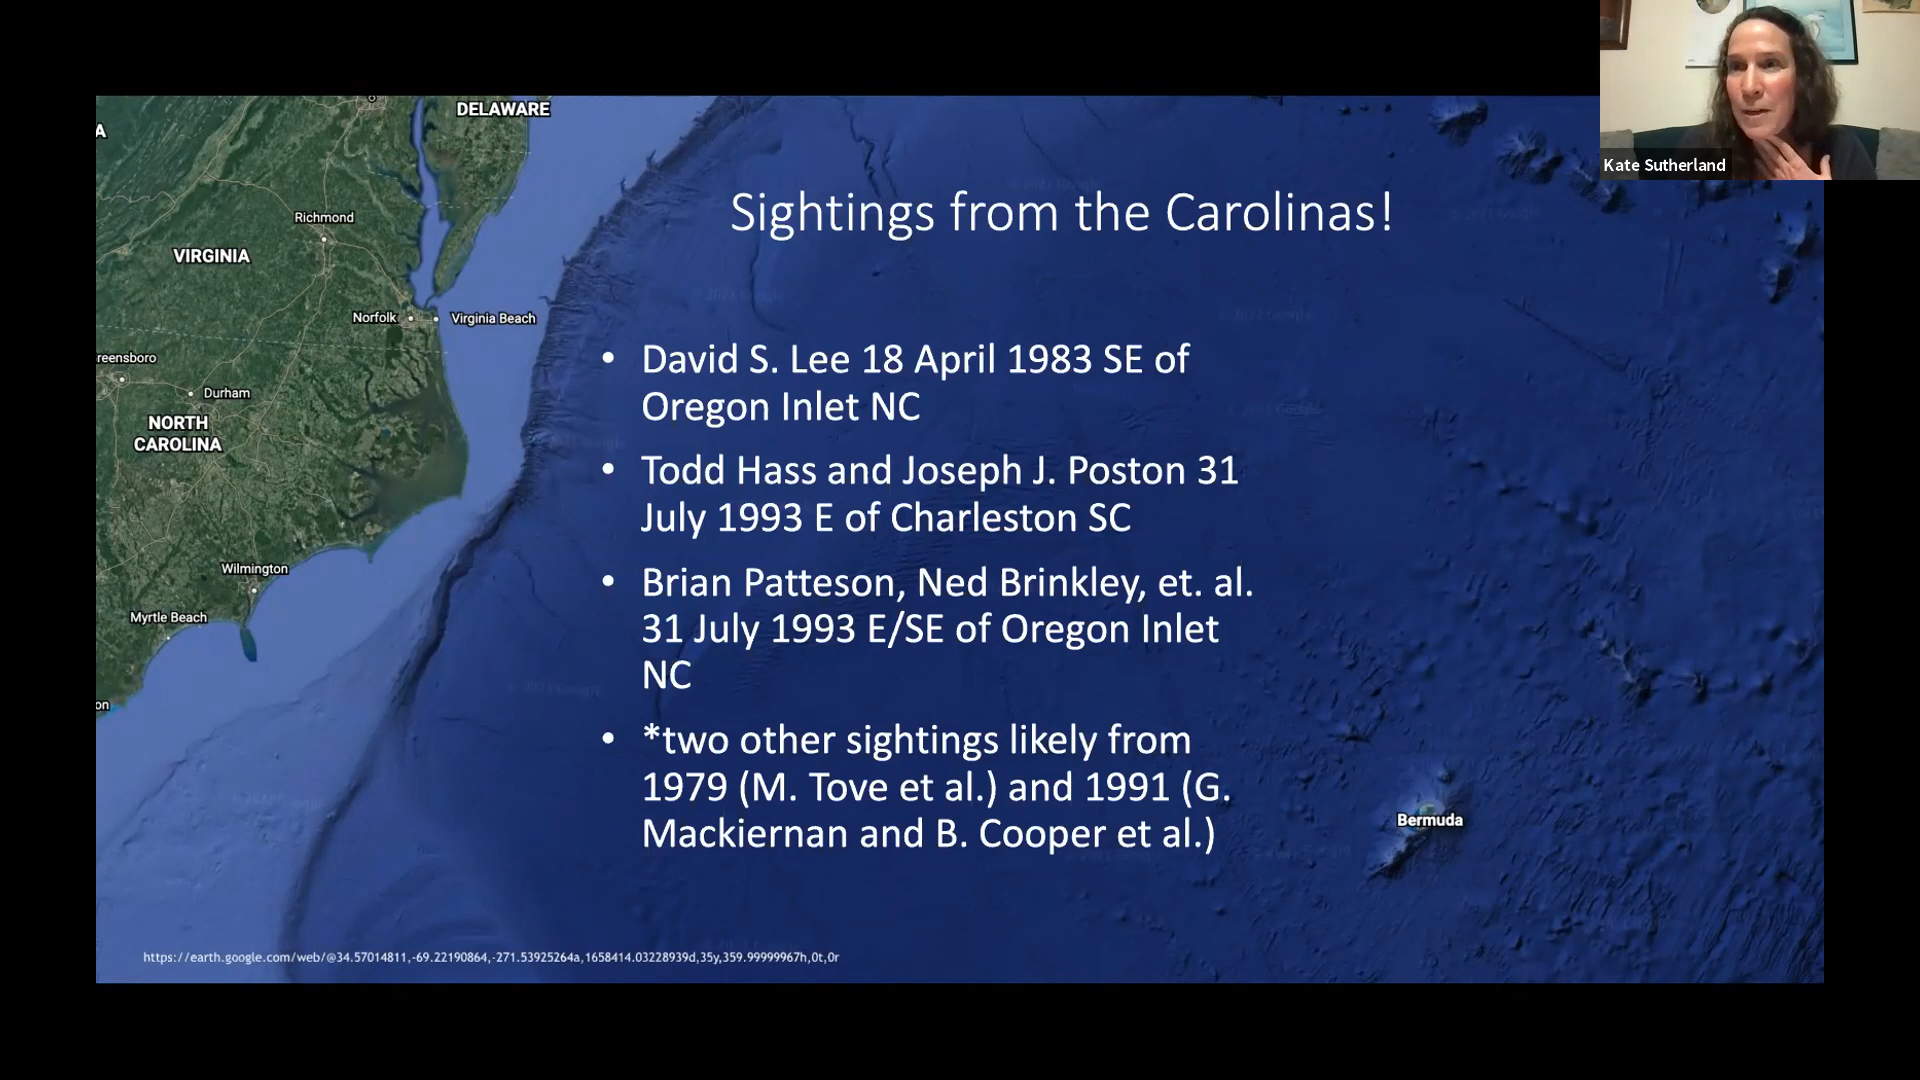 Kate Sutherland
DELAWARE
A
Richmond
VIRGINIA
Norfolk
Virginia Beach
reensboro
Durham
NORTH
CAROLINA
Wilmington
Myrtle Beach
on
Bermuda
Sightings from the Carolinas!
• David S. Lee 18 April 1983 SE of
Oregon Inlet NC
• Todd Hass and Joseph J. Poston 31
July 1993 E of Charleston SC
• Brian Patteson, Ned Brinkley, et. al.
31 July 1993 E/SE of Oregon Inlet
NC
• *two other sightings likely from
1979 (M. Tove et al.) and 1991 (G.
Mackiernan and B. Cooper et al.)
https://earth.google.com/web/@34.57014811,-69.22190864,-271.53925264a,1658414.03228939d,35y,359.99999967h,0t,0r